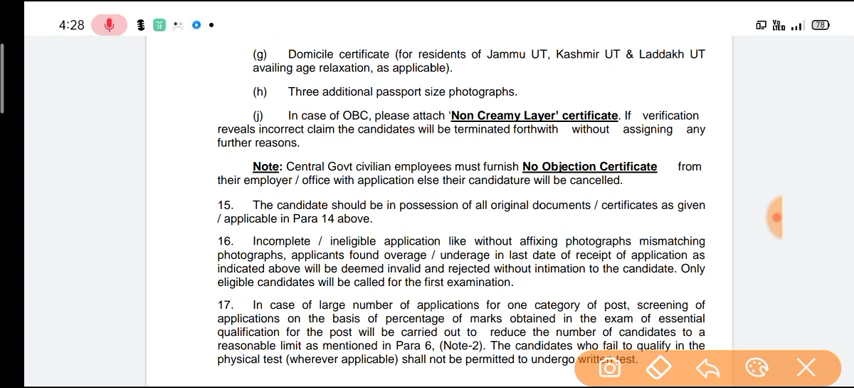 4:28
Vo
LTE
78
(g) Domicile certificate (for residents of Jammu UT, Kashmir UT & Laddakh UT
availing age relaxation, as applicable).
(h) Three additional passport size photographs.
(j) In case of OBC, please attach ‘Non Creamy Layer’ certificate. If verification
reveals incorrect claim the candidates will be terminated forthwith without assigning any
further reasons.
Note: Central Govt civilian employees must furnish No Objection Certificate from
their employer / office with application else their candidature will be cancelled.
15. The candidate should be in possession of all original documents / certificates as given
/ applicable in Para 14 above.
16. Incomplete / ineligible application like without affixing photographs mismatching
photographs, applicants found overage / underage in last date of receipt of application as
indicated above will be deemed invalid and rejected without intimation to the candidate. Only
eligible candidates will be called for the first examination.
17. In case of large number of applications for one category of post, screening of
applications on the basis of percentage of marks obtained in the exam of essential
qualification for the post will be carried out to reduce the number of candidates to a
reasonable limit as mentioned in Para 6, (Note-2). The candidates who fail to qualify in the
physical test (wherever applicable) shall not be permitted to undergo written test.